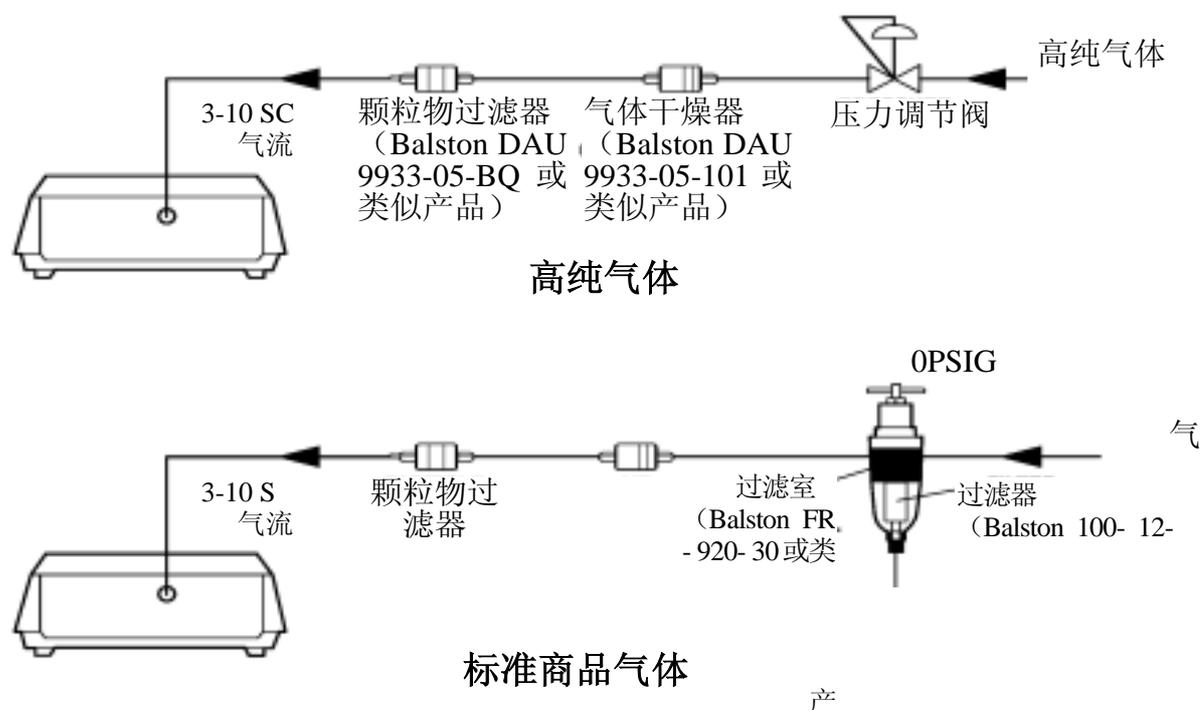 高纯气体
压力调节阀
3-10 SC
气流
颗粒物过滤器
（Balston DAU
9933-05-BQ 或
类似产品）
气体干燥器
（Balston DAU
9933-05-101 或
类似产品）
高纯气体
0PSIG
气
3-10 S
气流
颗粒物过
滤器
过滤室
（Balston FR
- 920- 30或类
过滤器
（Balston 100- 12-
标准商品气体
产